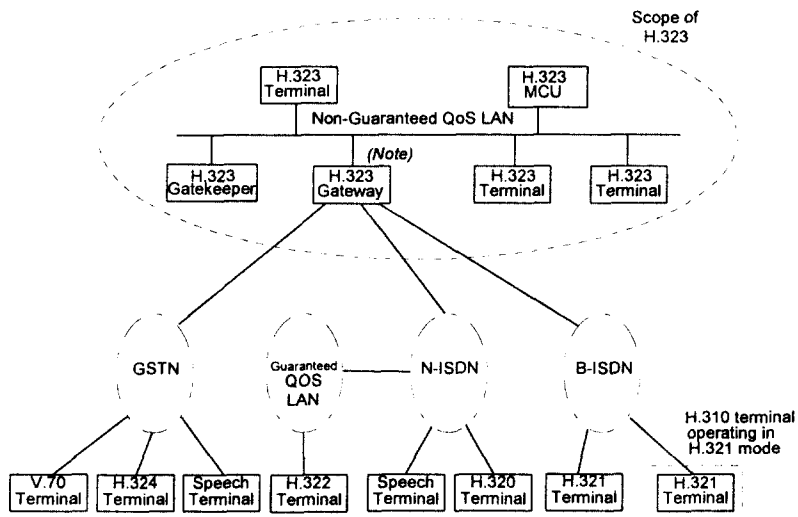 Scope of
H.323
H.323
Terminal
H.323
MCU
Non-Guaranteed QoS LAN
(Note)
H.323
Gatekeeper
H.323
Gateway
H.323
Terminal
H.323
Terminal
GSTN
Guaranteed
QOS
LAN
N-ISDN
B-ISDN
H.310 terminal
operating in
H.321 mode
V.70
Terminal
H.324
Terminal
Speech
Terminal
H.322
Terminal
Speech
Terminal
H.320
Terminal
H.321
Terminal
H.321
Terminal